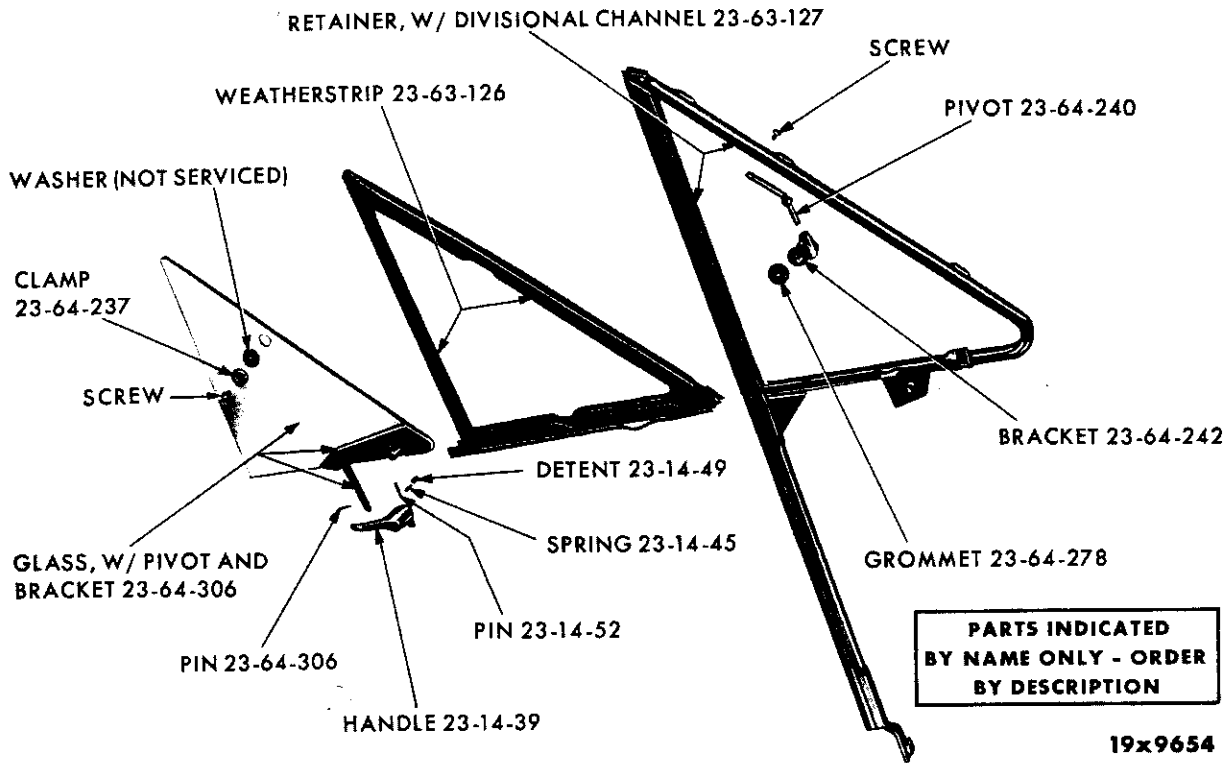 RETAINER, W/ DIVISIONAL CHANNEL 23-63-127
SCREW
WEATHERSTRIP 23-63-126
PIVOT 23-64-240
WASHER (NOT SERVICED)
CLAMP
23-64-237
SCREW
BRACKET 23-64-242
DETENT 23-14-49
SPRING 23-14-45
GLASS, W/ PIVOT AND
BRACKET 23-64-306
GROMMET 23-64-278
PIN 23-14-52
PIN 23-64-306
HANDLE 23-14-39
PARTS INDICATED
BY NAME ONLY - ORDER
BY DESCRIPTION
19x9654